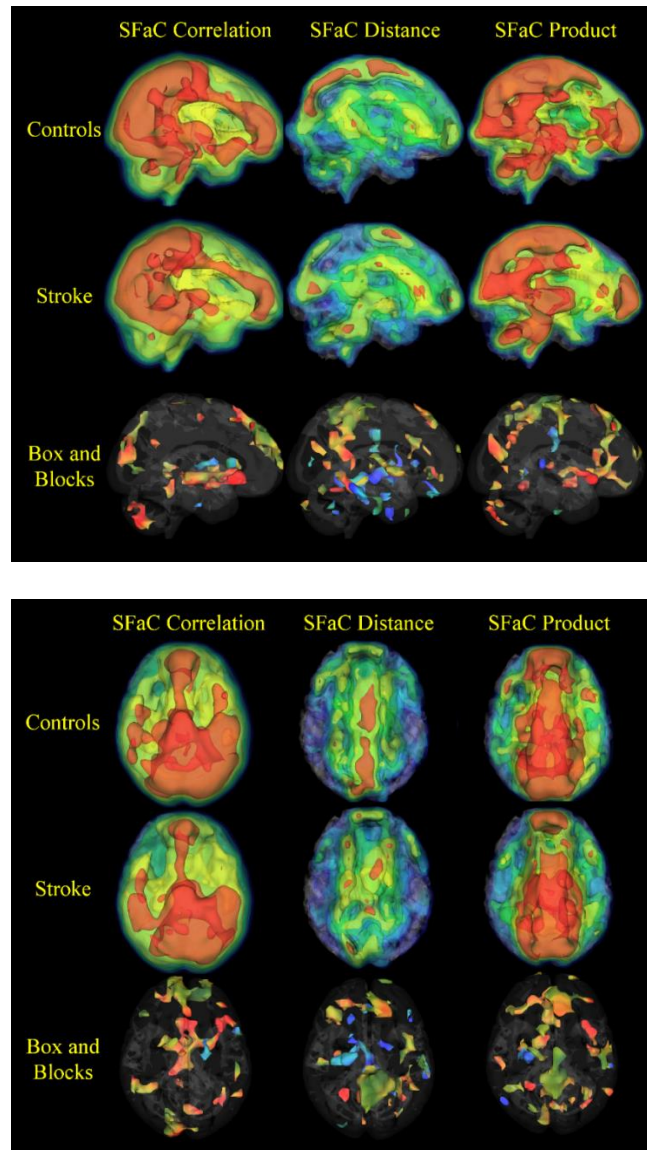 SFaC Correlation SFaC Distance SFaC Product
Controls
Stroke
Box and
Blocks
SFaC Correlation SFaC Distance SFaC Product
Controls
Stroke
Box and
Blocks